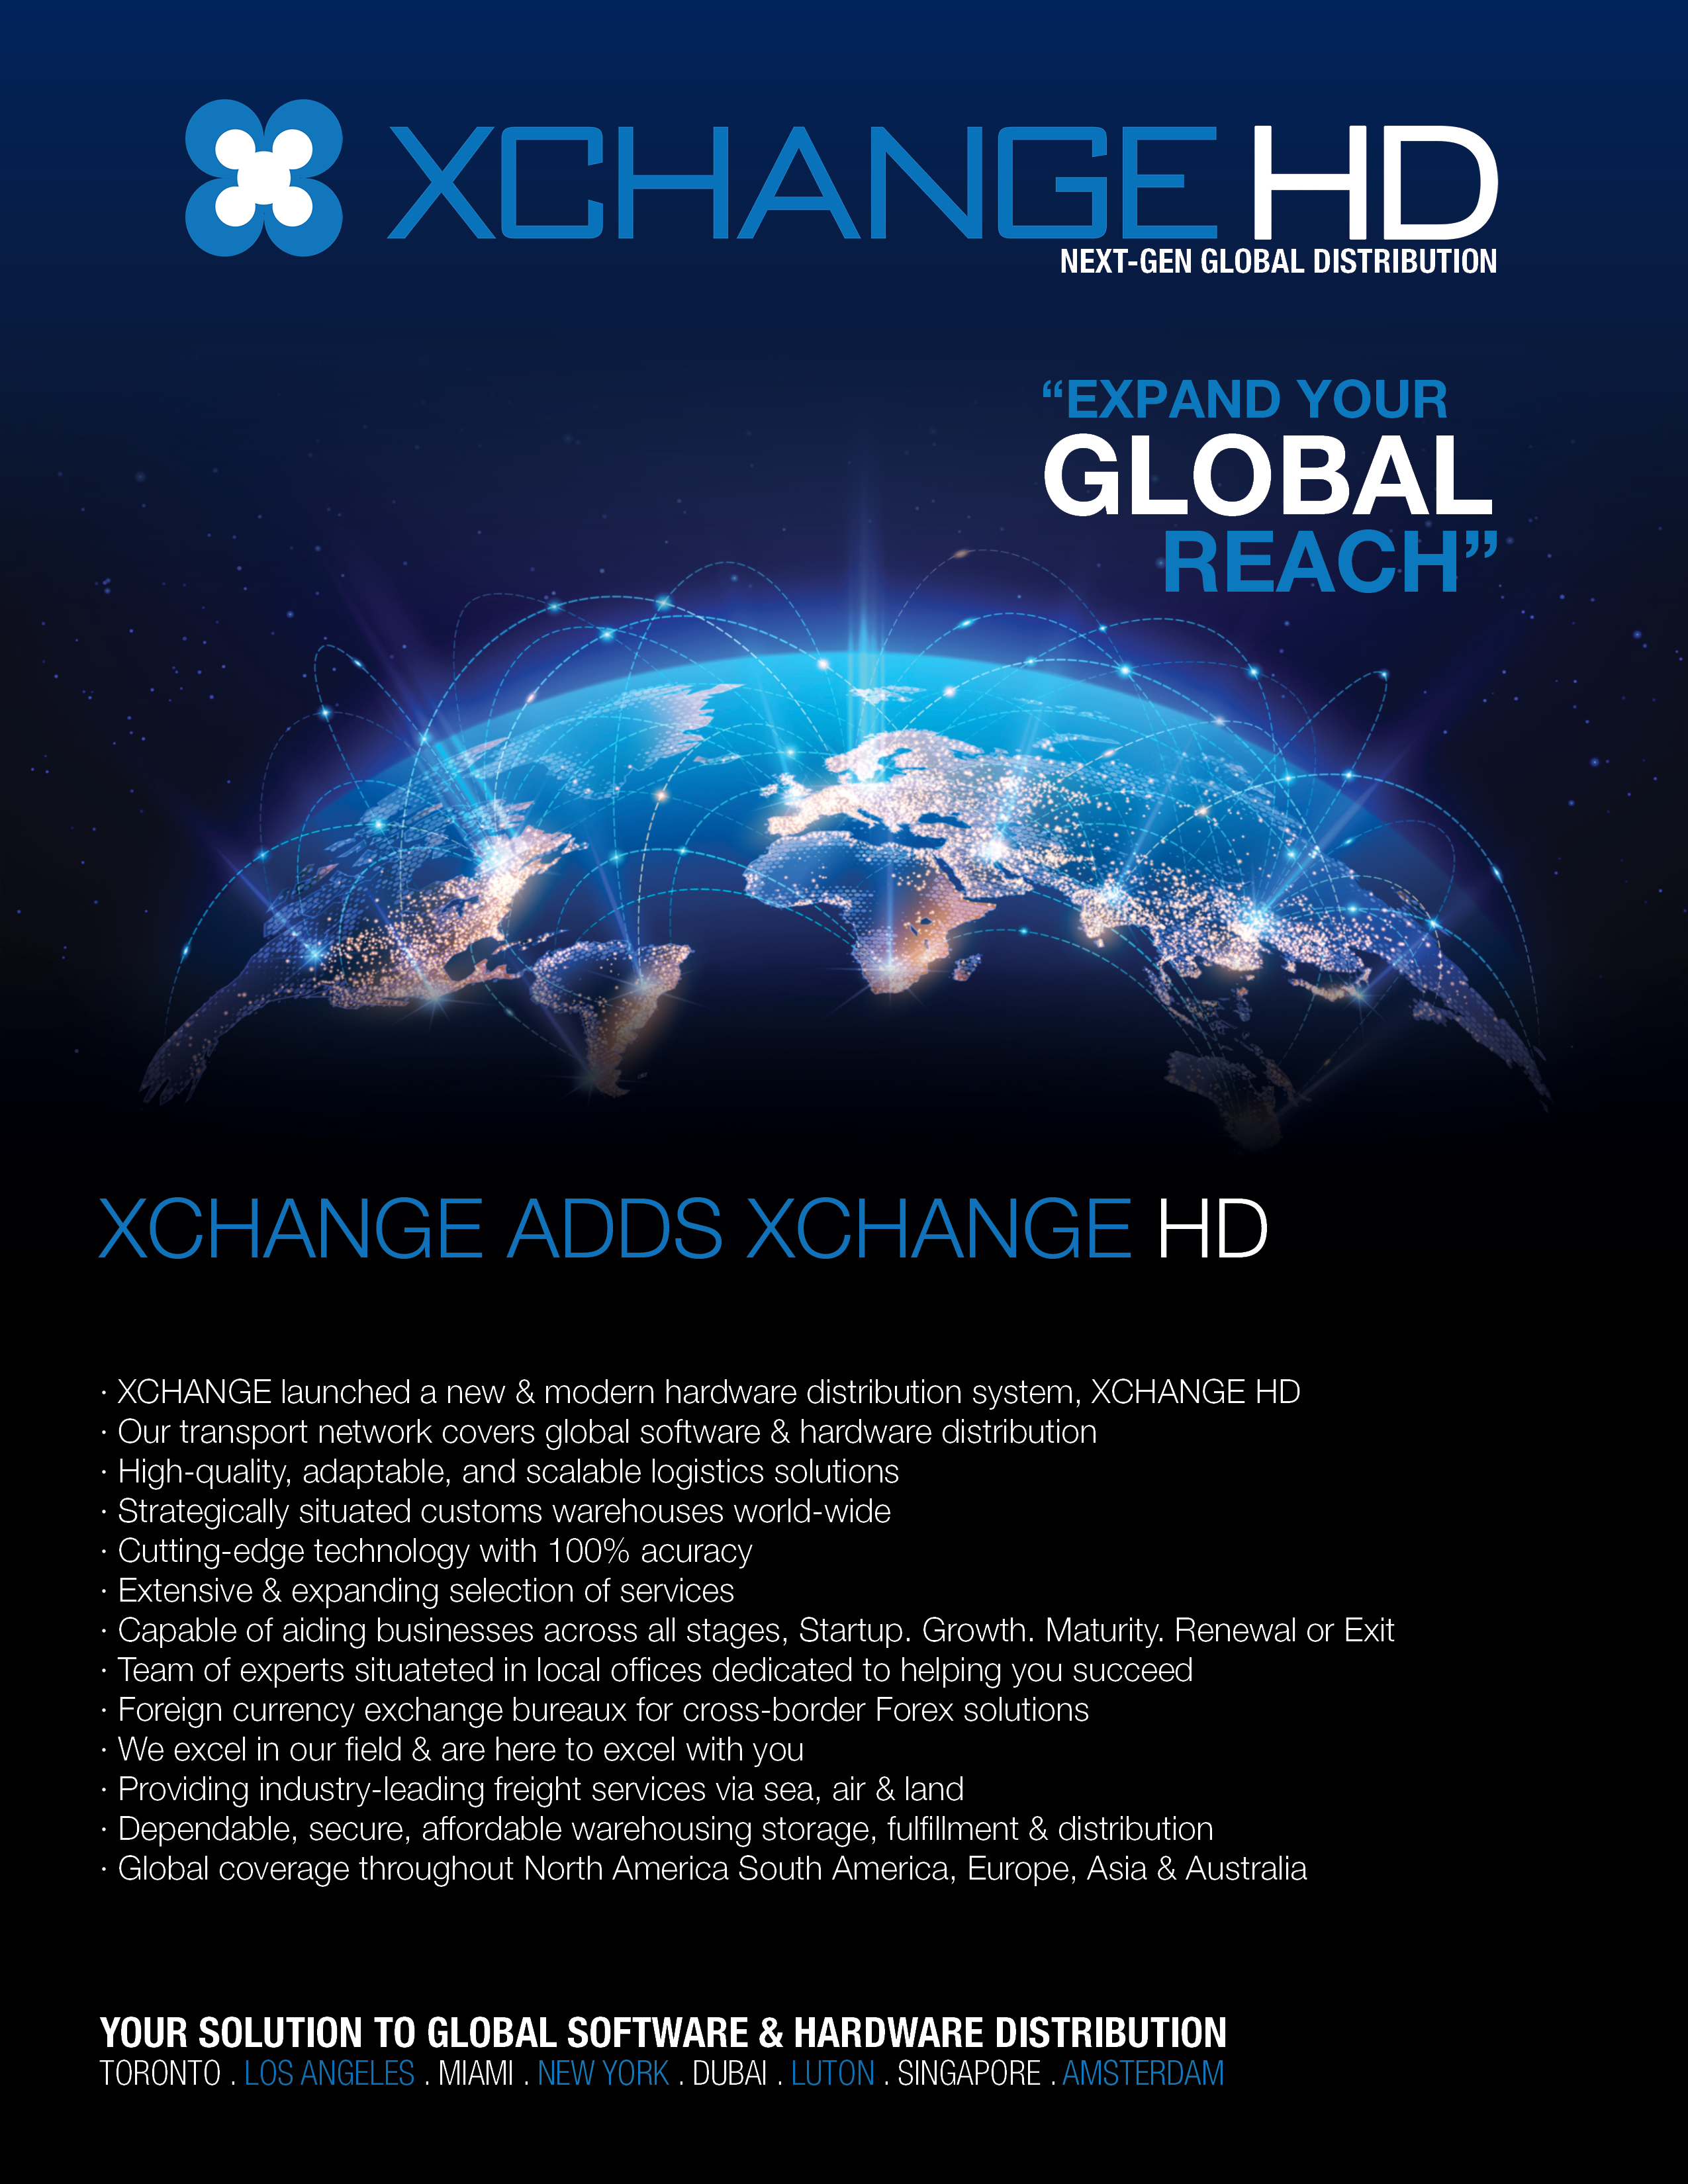 XCHANGE HD
NEXT-GEN GLOBAL DISTRIBUTION
“EXPAND YOUR
GLOBAL
REACH”
XCHANGE ADDS XCHANGE HD
· XCHANGE launched a new & modern hardware distribution system, XCHANGE HD
· Our transport network covers global software & hardware distribution
· High-quality, adaptable, and scalable logistics solutions
· Strategically situated customs warehouses world-wide
· Cutting-edge technology with 100% acuracy
· Extensive & expanding selection of services
· Capable of aiding businesses across all stages, Startup. Growth. Maturity. Renewal or Exit
· Team of experts situateted in local offices dedicated to helping you succeed
· Foreign currency exchange bureaux for cross-border Forex solutions
· We excel in our field & are here to excel with you
· Providing industry-leading freight services via sea, air & land
· Dependable, secure, affordable warehousing storage, fulfillment & distribution
· Global coverage throughout North America South America, Europe, Asia & Australia
YOUR SOLUTION TO GLOBAL SOFTWARE & HARDWARE DISTRIBUTION
TORONTO . LOS ANGELES . MIAMI . NEW YORK . DUBAI . LUTON . SINGAPORE . AMSTERDAM